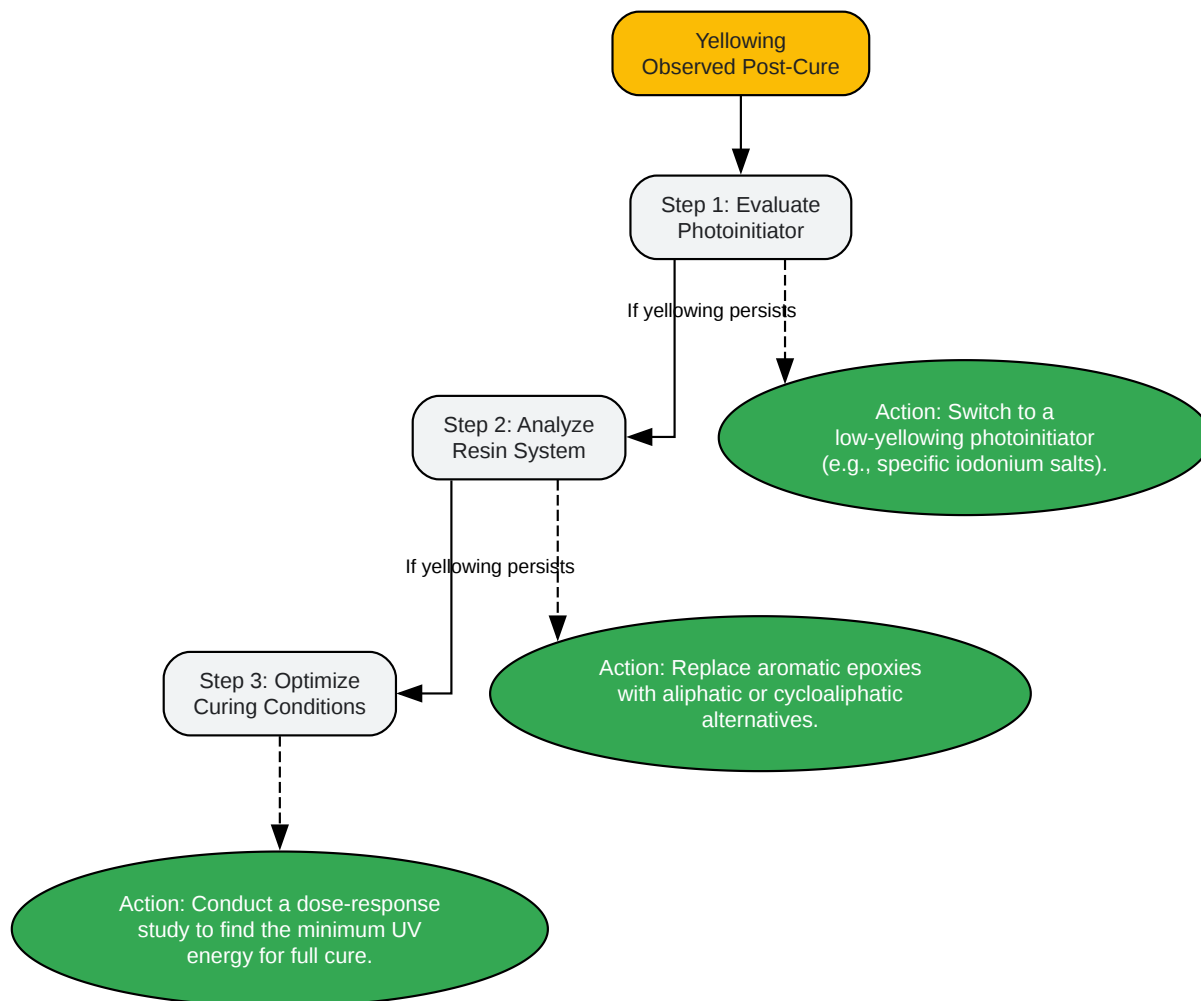 Yellowing
Observed Post-Cure
Step 1: Evaluate
Photoinitiator
If yellowing persists
Action: Switch to a
low-yellowing photoinitiator
(e.g., specific iodonium salts).
Step 2: Analyze
Resin System
If yellowing persists
Action: Replace aromatic epoxies
with aliphatic or cycloaliphatic
alternatives.
Step 3: Optimize
Curing Conditions
Action: Conduct a dose-response
study to find the minimum UV
energy for full cure.